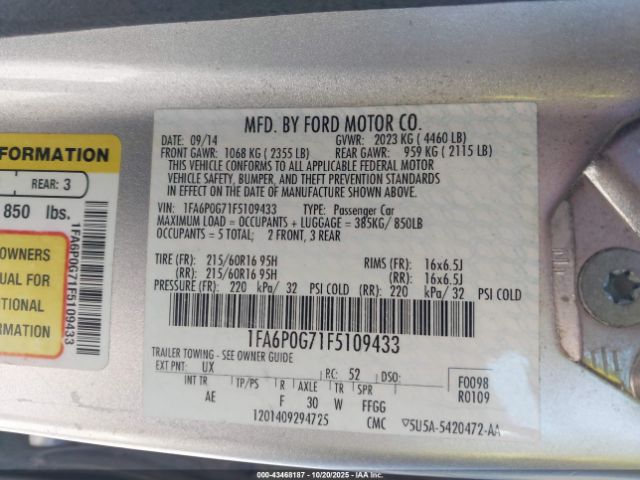 MFD. BY FORD MOTOR CO.
DATE: 09/14 GVWR: 2023 KG ( 4460 LB)
FRONT GAWR: 1068 KG ( 2355 LB) REAR GAWR: 959 KG ( 2115 LB)
THIS VEHICLE CONFORMS TO ALL APPLICABLE FEDERAL MOTOR
VEHICLE SAFETY, BUMPER, AND THEFT PREVENTION STANDARDS
IN EFFECT ON THE DATE OF MANUFACTURE SHOWN ABOVE.
VIN: 1FA6P0G71F5109433 TYPE: Passenger Car
MAXIMUM LOAD = OCCUPANTS + LUGGAGE = 385KG/ 850LB
OCCUPANTS = 5 TOTAL; 2 FRONT, 3 REAR
TIRE (FR): 215/60R16 95H RIMS (FR): 16x6.5J
(RR): 215/60R16 95H (RR): 16x6.5J
PRESSURE (FR): 220 kPa/ 32 PSI COLD (RR): 220 kPa/ 32 PSI COLD
1FA6P0G71F5109433
TRAILER TOWING - SEE OWNER GUIDE
EXT PNT: UX RC: 52 DSO: F0098
INT TR TP/PS R AXLE TR SPR R0109
AE F 30 W FFGG
1201409294725 CMC ▽5U5A-5420472-AA
FORMATION
REAR: 3
850 lbs.
OWNERS
UAL FOR
TIONAL
MATION
1FA6P0G71F5109433
000-43468187 - 10/20/2025 - IAAI.com